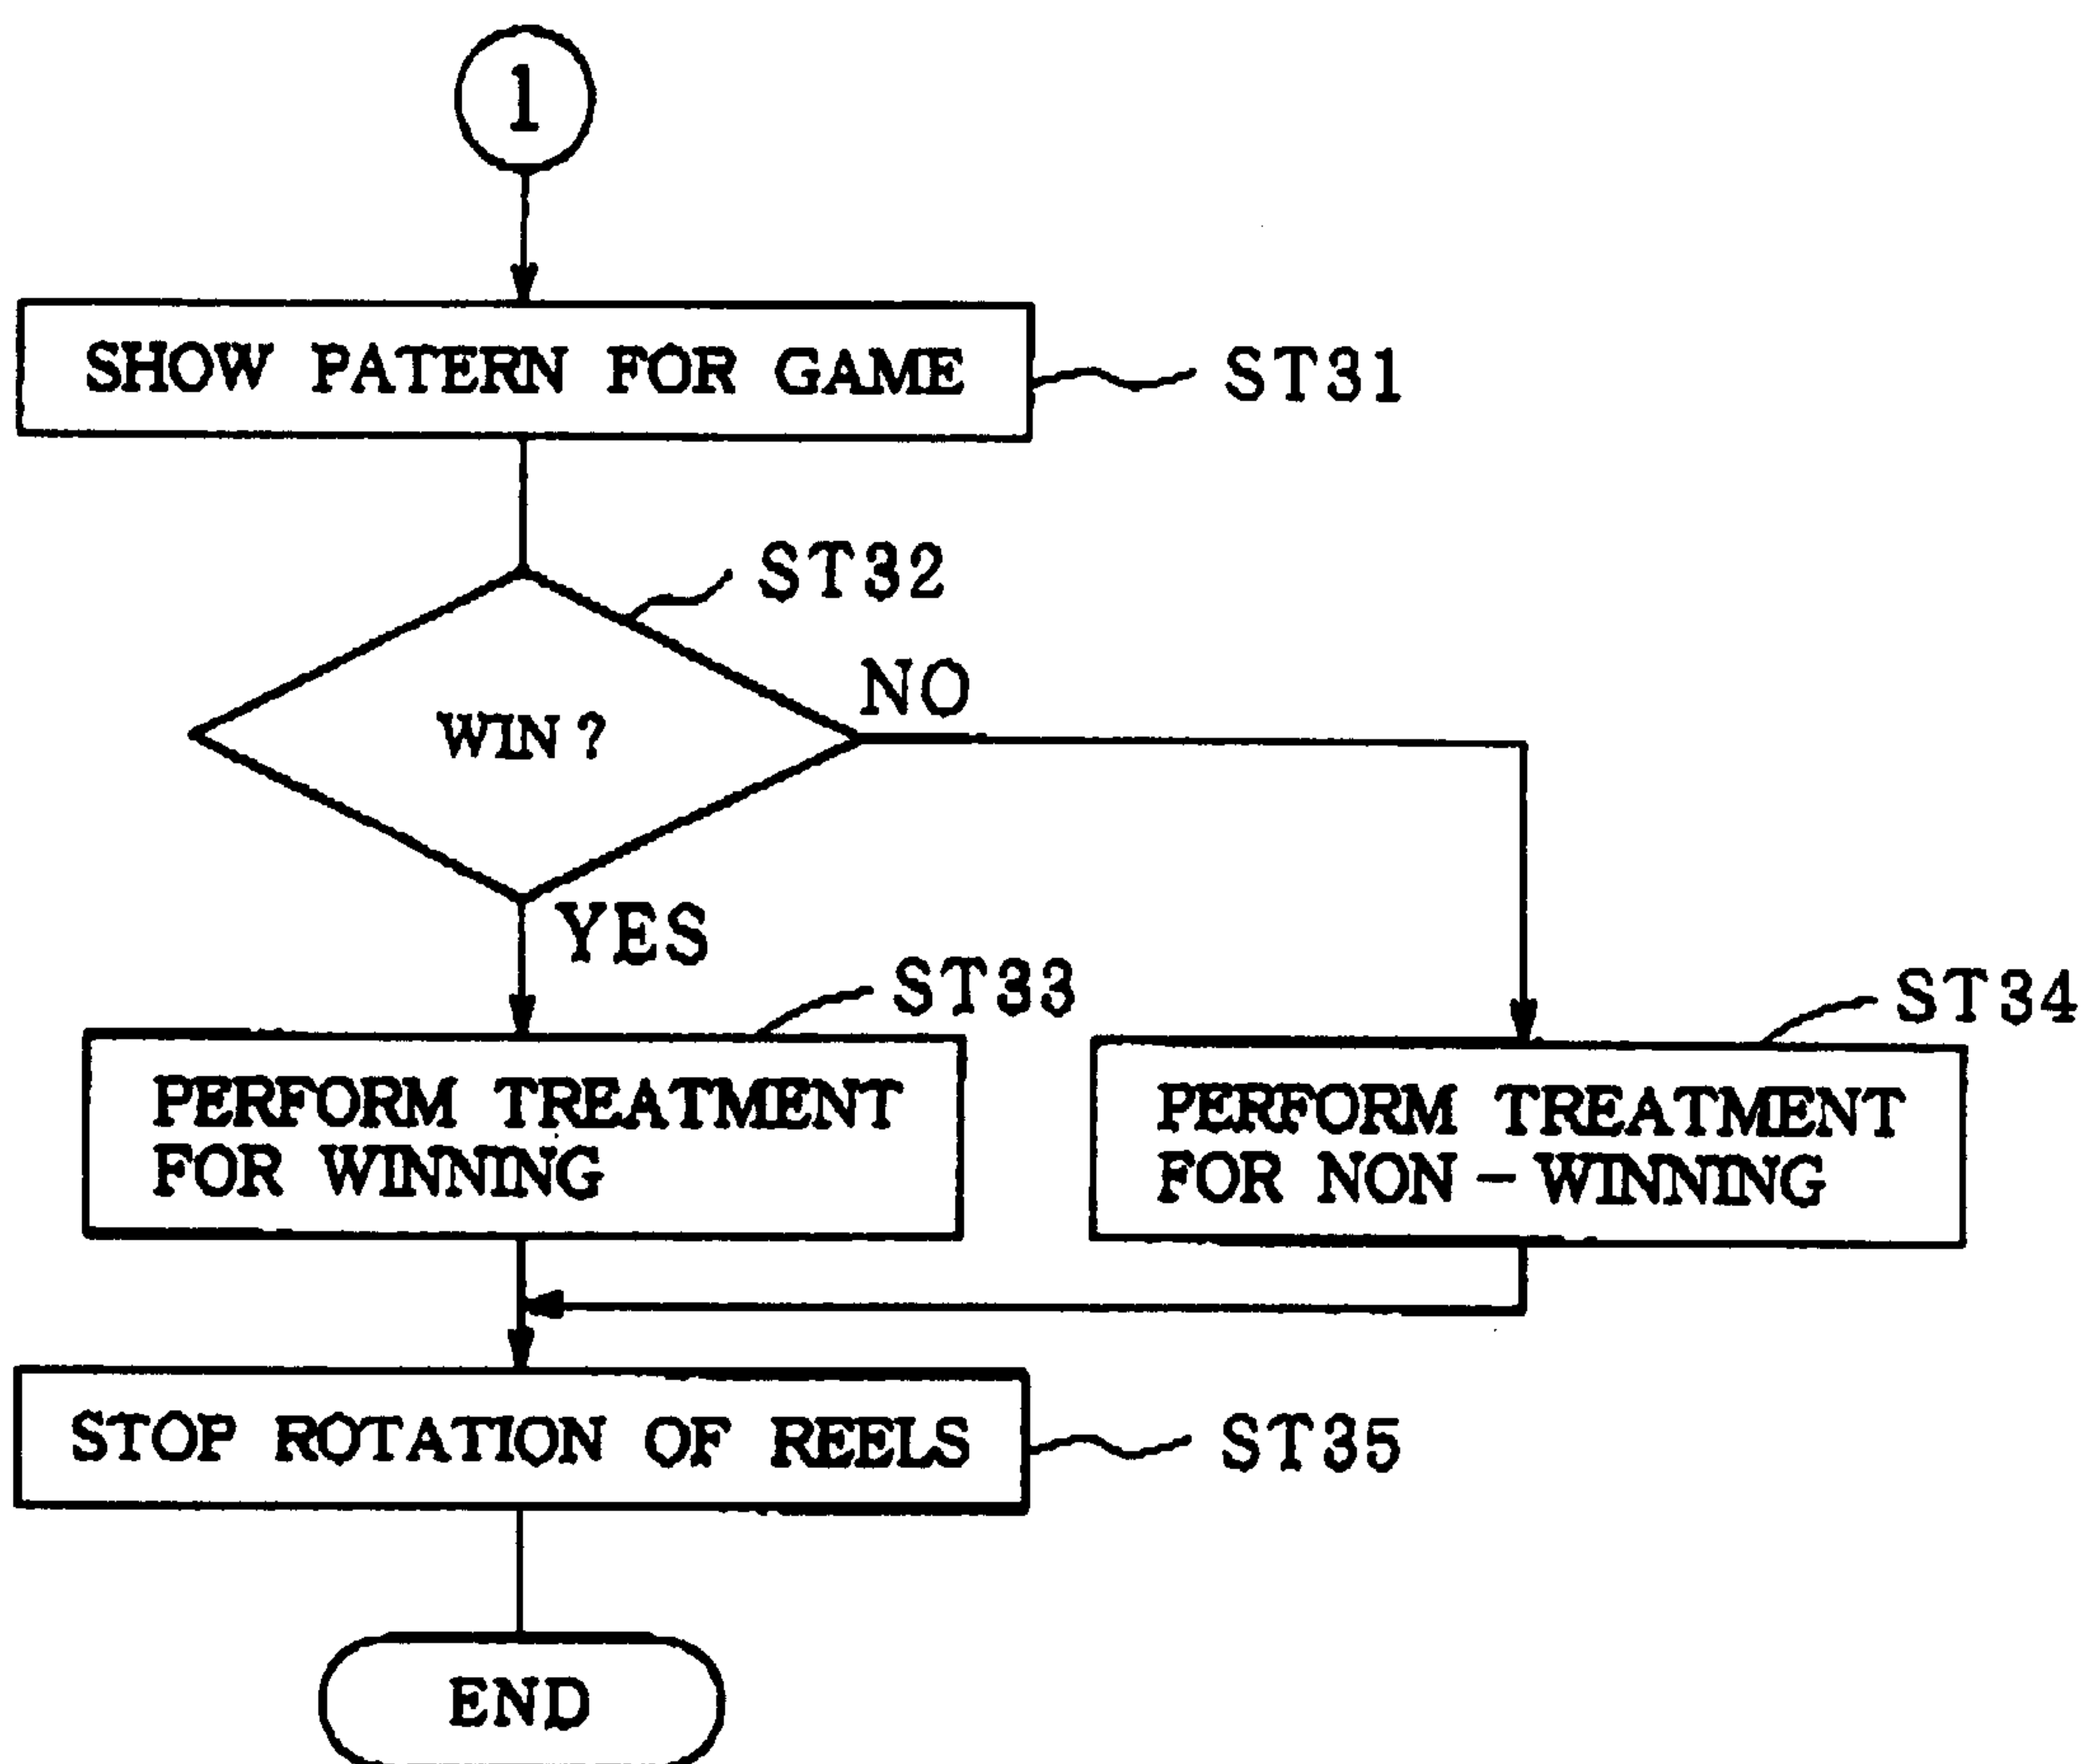 1
SHOW PATERN FOR GAME
ST31
ST32
WIN?
NO
YES
ST33
ST34
PERFORM TREATMENT
FOR WINNING
PERFORM TREATMENT
FOR NON-WINNING
STOP ROTATION OF REELS
ST35
END